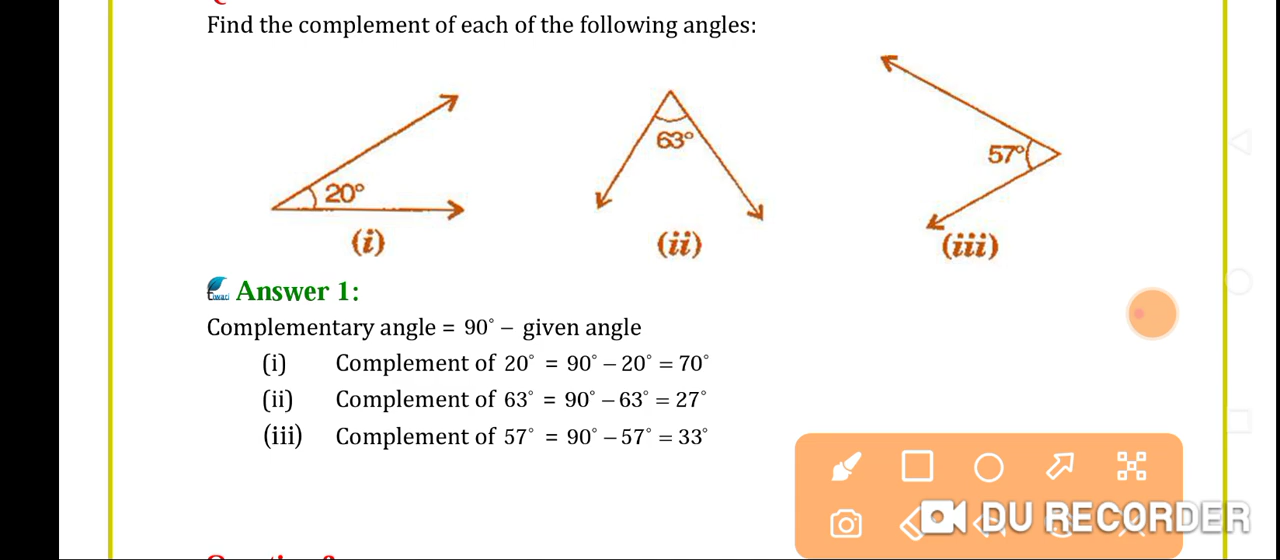 Find the complement of each of the following angles:
20°
63°
57°
(i)
(ii)
(iii)
Answer 1:
Complementary angle = 90° − given angle
(i) Complement of 20° = 90° − 20° = 70°
(ii) Complement of 63° = 90° − 63° = 27°
(iii) Complement of 57° = 90° − 57° = 33°
DU RECORDER